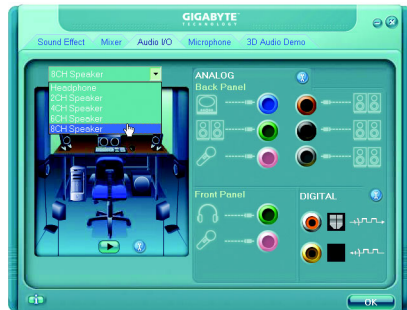 GIGABYTE
TECHNOLOGY
Sound Effect Mixer Audio I/O Microphone 3D Audio Demo
8CH Speaker
Headphone
2CH Speaker
4CH Speaker
6CH Speaker
8CH Speaker
ANALOG
Back Panel
Front Panel
DIGITAL
OK